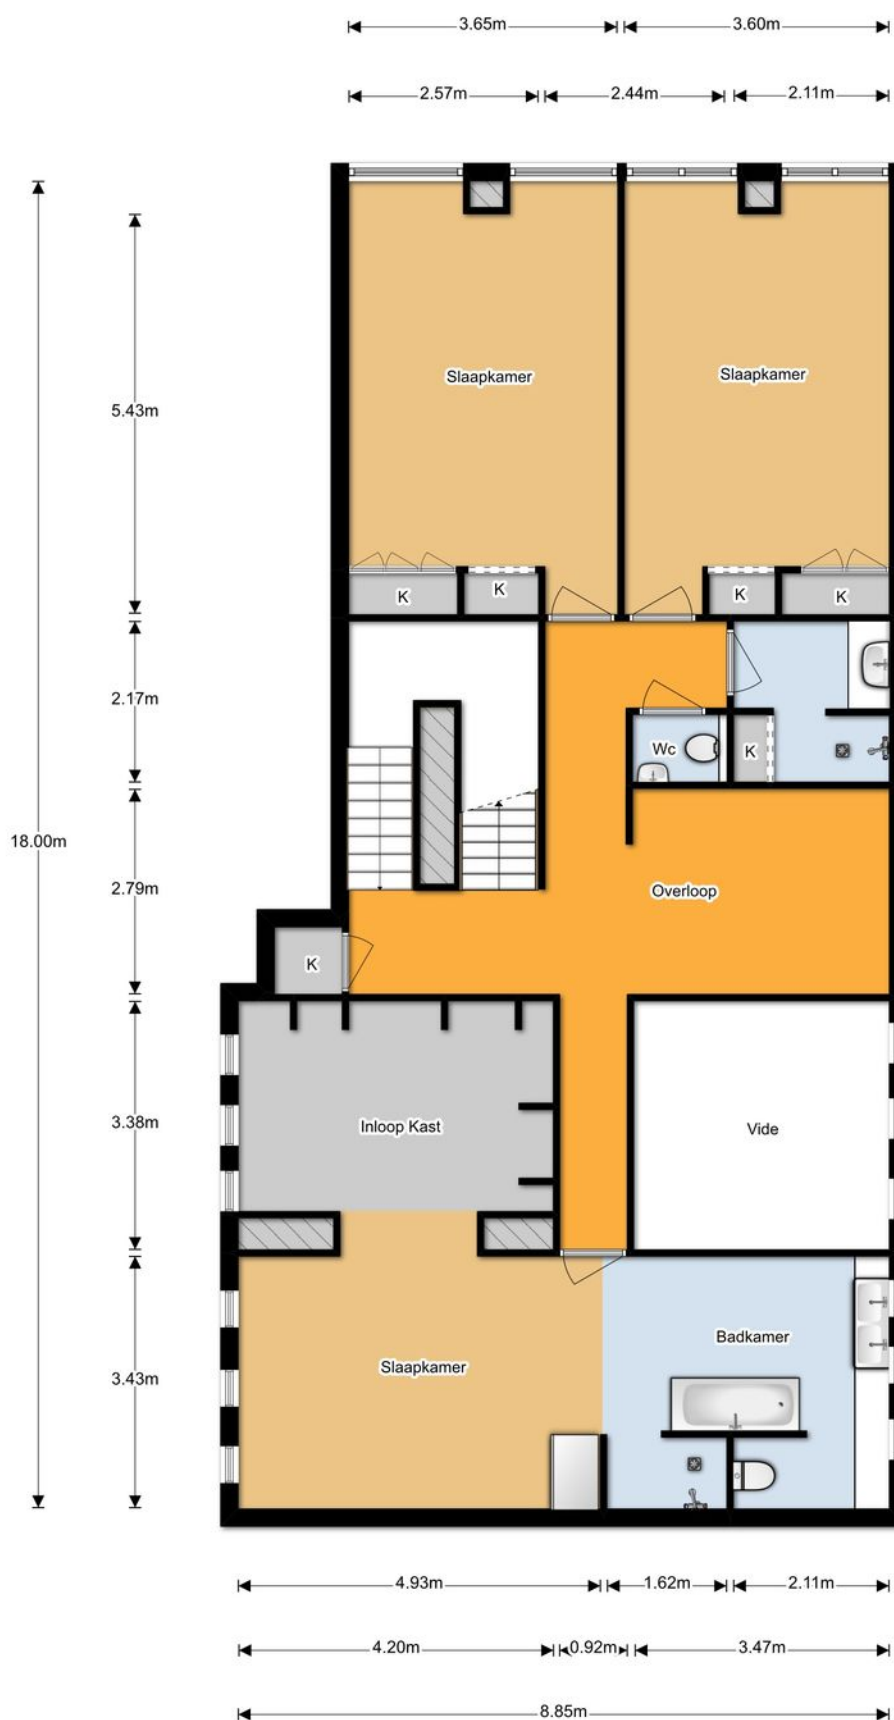 3.65m
3.60m
2.57m
2.44m
2.11m
Slaapkamer
Slaapkamer
5.43m
K
K
K
K
2.17m
Wc
K
18.00m
2.79m
Overloop
K
3.38m
Inloop Kast
Vide
Badkamer
Slaapkamer
3.43m
4.93m
1.62m
2.11m
4.20m
0.92m
3.47m
8.85m